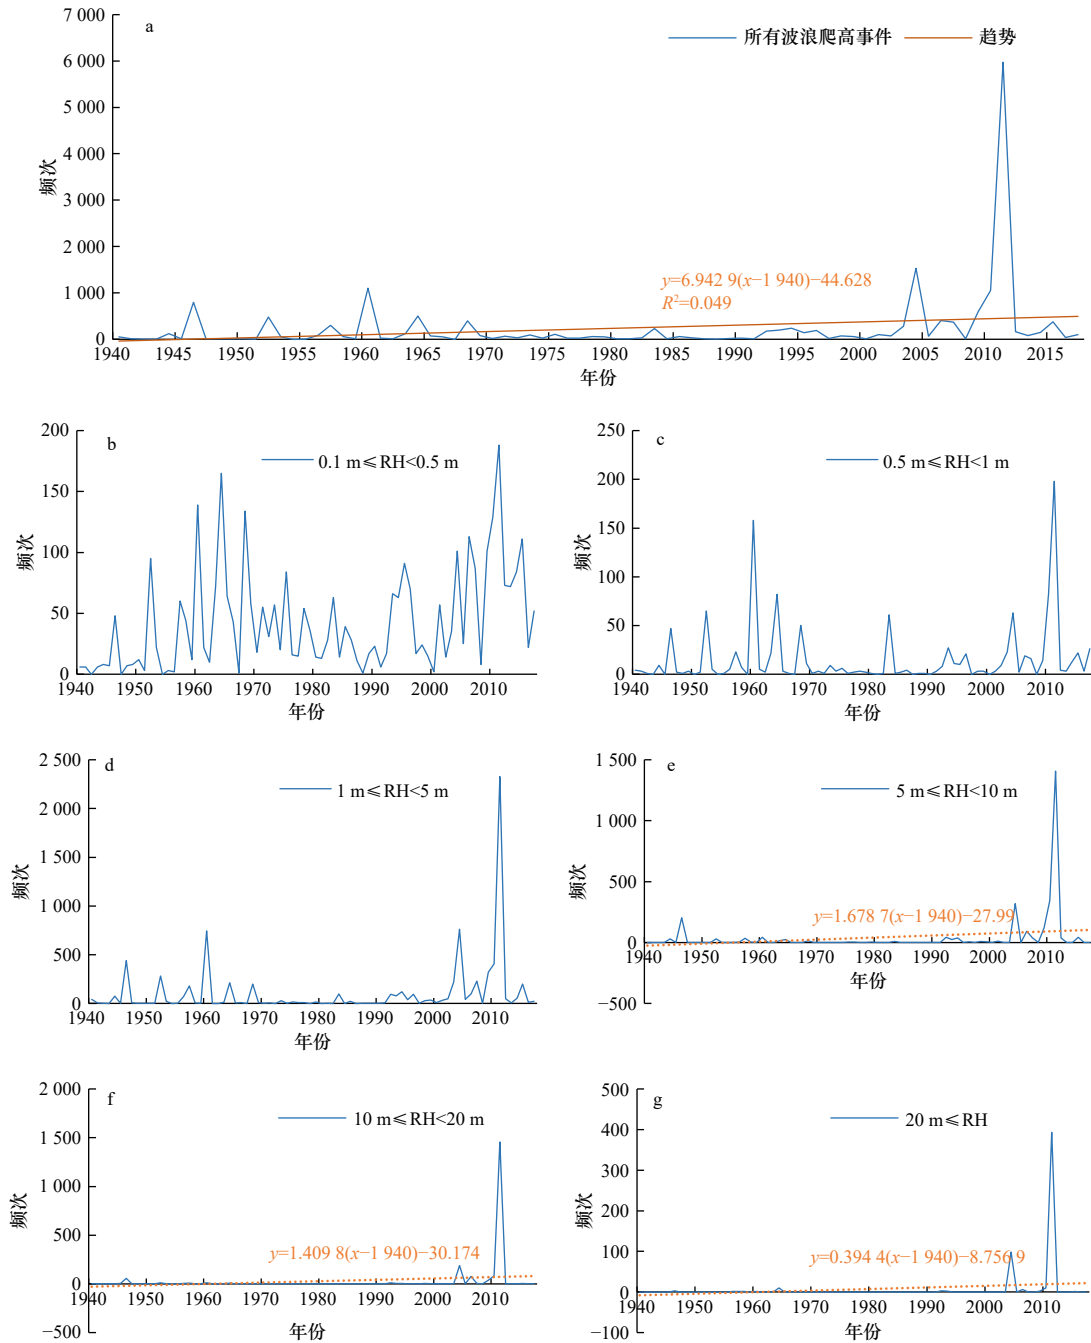 a
所有波浪爬高事件 趋势
7 000
6 000
5 000
4 000
3 000
2 000
1 000
0
频次
y=6.942 9(x−1 940)−44.628
R²=0.049
1940 1945 1950 1955 1960 1965 1970 1975 1980 1985 1990 1995 2000 2005 2010 2015
年份
b
0.1 m≤RH<0.5 m
200
150
100
50
0
频次
1940 1950 1960 1970 1980 1990 2000 2010
年份
c
0.5 m≤RH<1 m
250
200
150
100
50
0
频次
1940 1950 1960 1970 1980 1990 2000 2010
年份
d
1 m≤RH<5 m
2 500
2 000
1 500
1 000
500
0
频次
1940 1950 1960 1970 1980 1990 2000 2010
年份
e
5 m≤RH<10 m
1 500
1 000
500
0
−500
频次
y=1.678 7(x−1 940)−27.99
1940 1950 1960 1970 1980 1990 2000 2010
年份
f
10 m≤RH<20 m
2 000
1 500
1 000
500
0
−500
频次
y=1.409 8(x−1 940)−30.174
1940 1950 1960 1970 1980 1990 2000 2010
年份
g
20 m≤RH
500
400
300
200
100
0
−100
频次
y=0.394 4(x−1 940)−8.756 9
1940 1950 1960 1970 1980 1990 2000 2010
年份